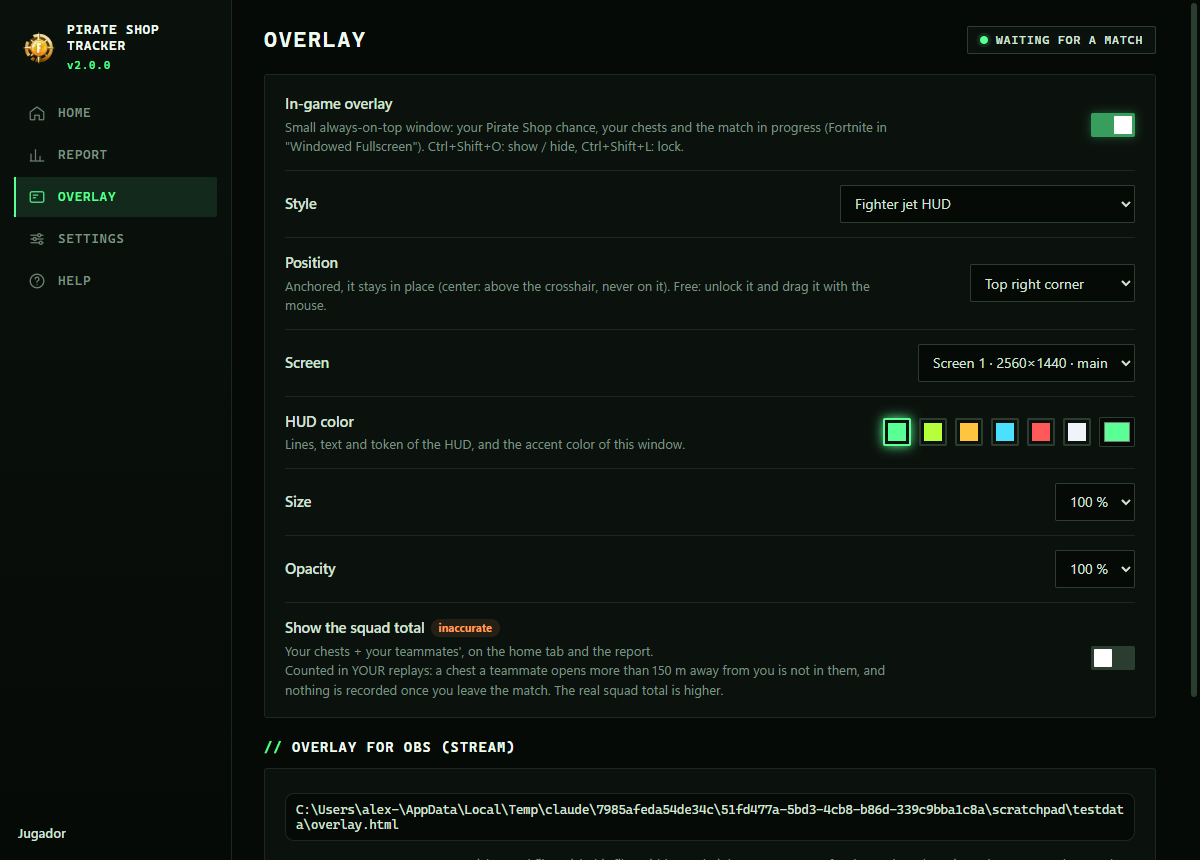 PIRATE SHOP
TRACKER
v2.0.0
HOME
REPORT
OVERLAY
SETTINGS
HELP
Jugador
OVERLAY
WAITING FOR A MATCH
In-game overlay
Small always-on-top window: your Pirate Shop chance, your chests and the match in progress (Fortnite in
"Windowed Fullscreen"). Ctrl+Shift+O: show / hide, Ctrl+Shift+L: lock.
Style
Fighter jet HUD
Position
Anchored, it stays in place (center: above the crosshair, never on it). Free: unlock it and drag it with the
mouse.
Top right corner
Screen
Screen 1 · 2560×1440 · main
HUD color
Lines, text and token of the HUD, and the accent color of this window.
Size
100 %
Opacity
100 %
Show the squad total inaccurate
Your chests + your teammates', on the home tab and the report.
Counted in YOUR replays: a chest a teammate opens more than 150 m away from you is not in them, and
nothing is recorded once you leave the match. The real squad total is higher.
// OVERLAY FOR OBS (STREAM)
C:\Users\alex-\AppData\Local\Temp\claude\7985afeda54de34c\51fd477a-5bd3-4cb8-b86d-339c9bba1c8a\scratchpad\testdat
a\overlay.html